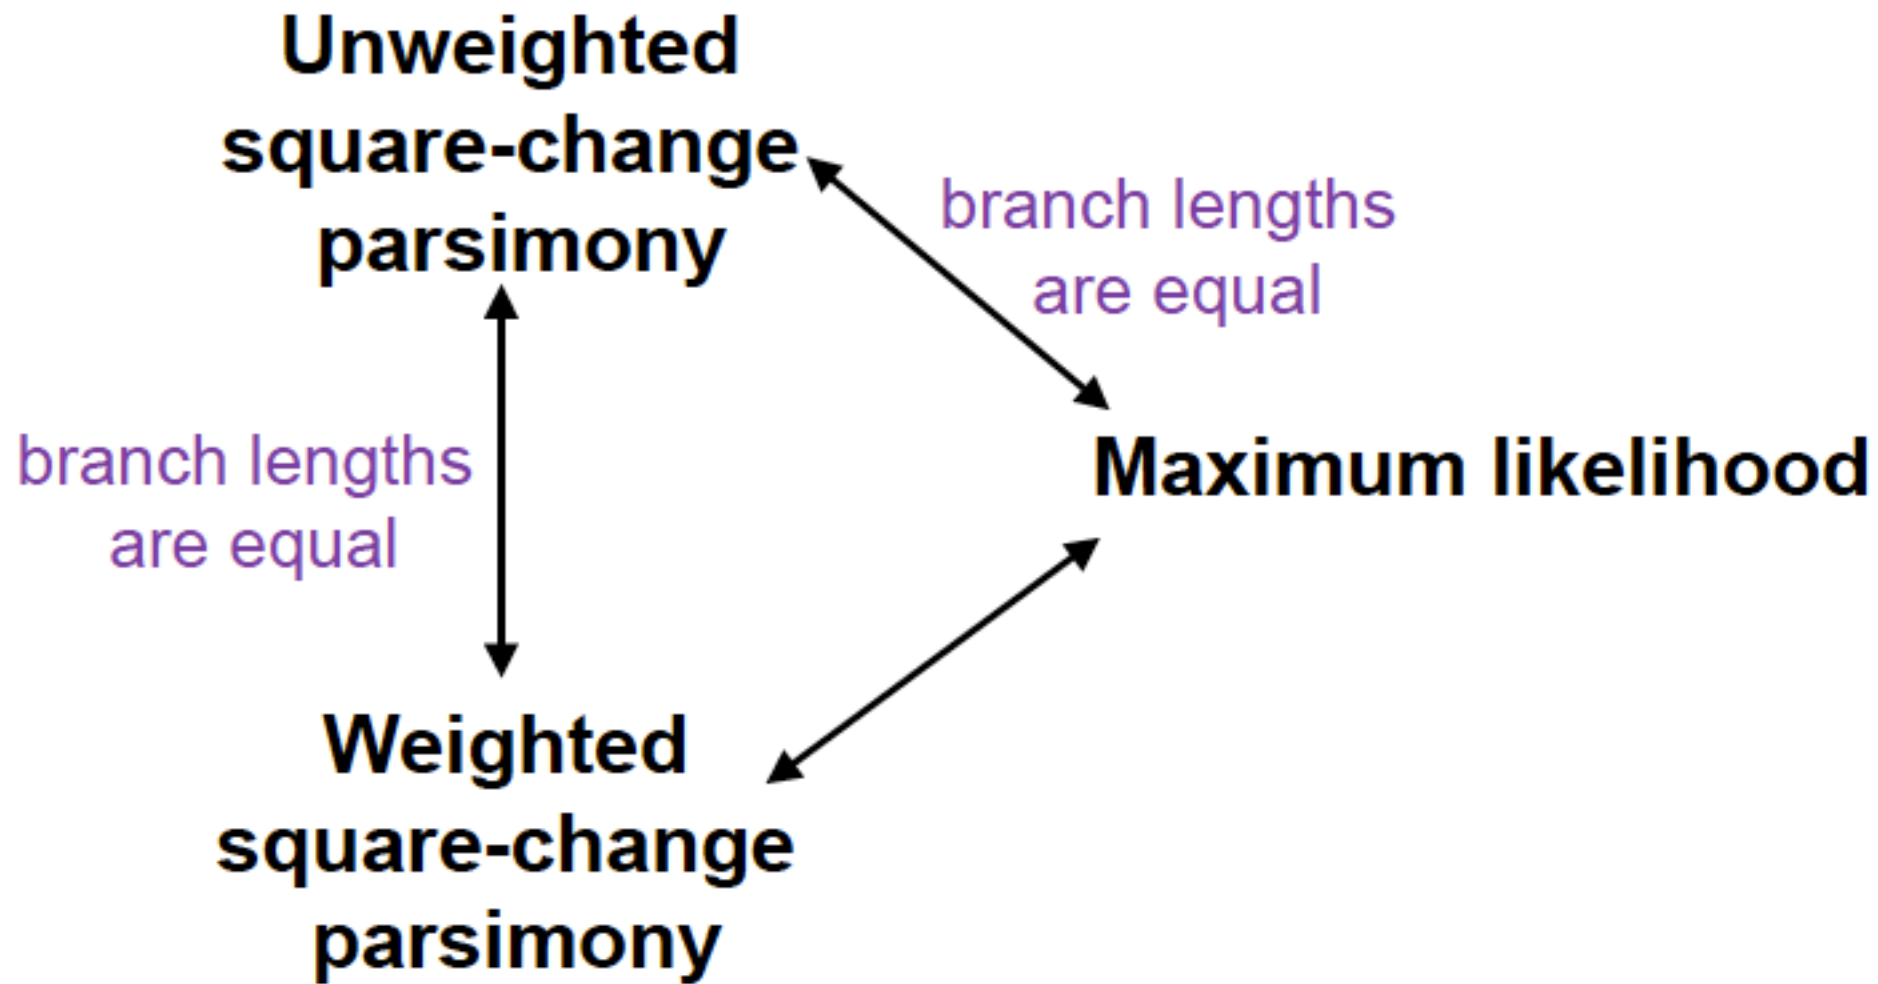 Unweighted
square-change
parsimony
branch lengths
are equal
branch lengths
are equal
Maximum likelihood
Weighted
square-change
parsimony